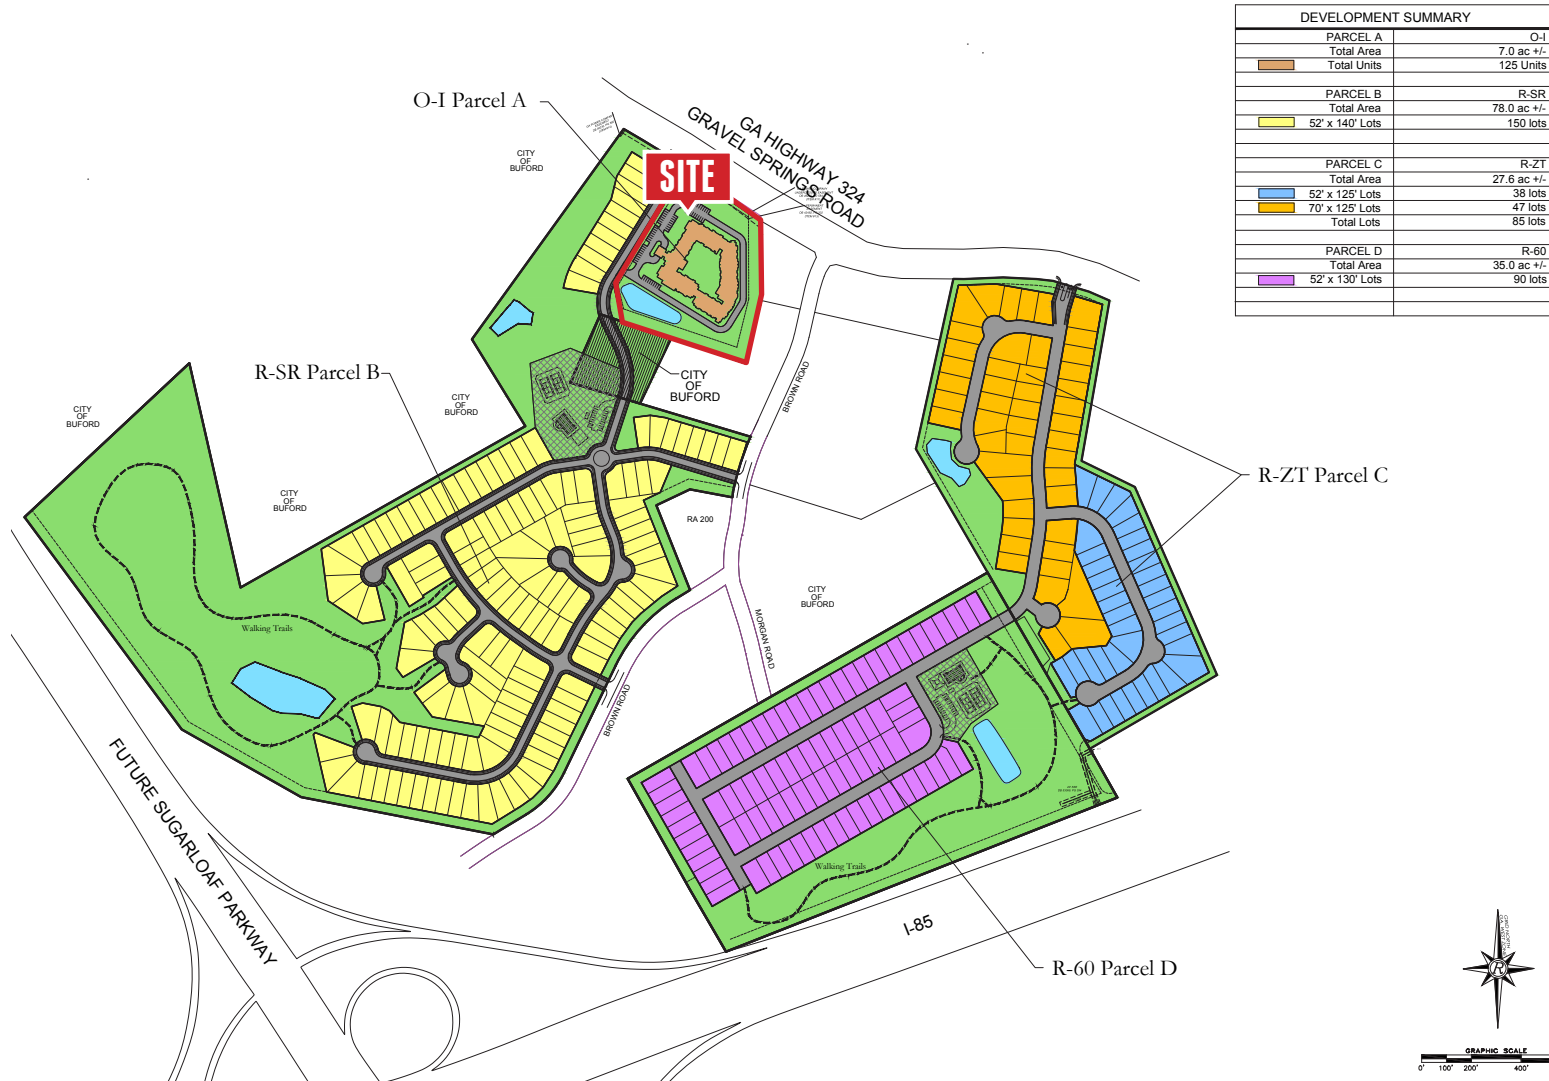 DEVELOPMENT SUMMARY
PARCEL A O-I
Total Area 7.0 ac +/-
Total Units 125 Units
PARCEL B R-SR
Total Area 78.0 ac +/-
52' x 140' Lots 150 lots
PARCEL C R-ZT
Total Area 27.6 ac +/-
52' x 125' Lots 38 lots
70' x 125' Lots 47 lots
Total Lots 85 lots
PARCEL D R-60
Total Area 35.0 ac +/-
52' x 130' Lots 90 lots
O-I Parcel A
GA HIGHWAY 324
GRAVEL SPRINGS ROAD
CITY
OF
BUFORD
SITE
R-SR Parcel B
CITY
OF
BUFORD
BROWN ROAD
CITY
OF
BUFORD
CITY
OF
BUFORD
R-ZT Parcel C
CITY
OF
BUFORD
RA 200
CITY
OF
BUFORD
MORGAN ROAD
Walking Trails
BROWN ROAD
FUTURE SUGARLOAF PARKWAY
Walking Trails
I-85
R-60 Parcel D
R
GRAPHIC SCALE
0' 100' 200' 400'